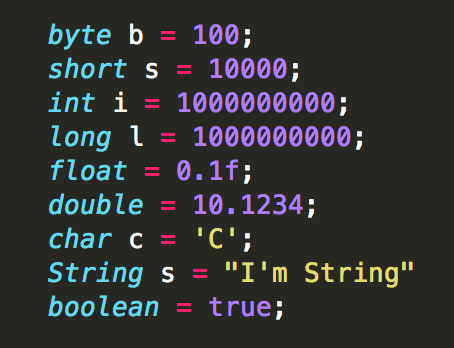 byte b = 100;
short s = 10000;
int i = 1000000000;
long l = 1000000000;
float = 0.1f;
double = 10.1234;
char c = 'C';
String s = "I'm String"
boolean = true;